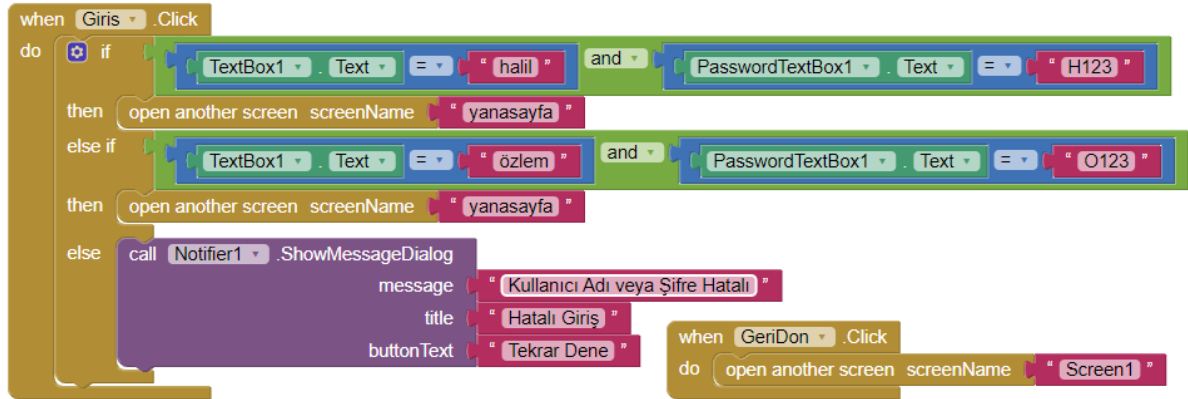 when Giris .Click
do if TextBox1 . Text = " halil " and PasswordTextBox1 . Text = " H123 "
then open another screen screenName " yanasayfa "
else if TextBox1 . Text = " özlem " and PasswordTextBox1 . Text = " O123 "
then open another screen screenName " yanasayfa "
else call Notifier1 .ShowMessageDialog
message " Kullanıcı Adı veya Şifre Hatalı "
title " Hatalı Giriş "
buttonText " Tekrar Dene "
when GeriDon .Click
do open another screen screenName " Screen1 "